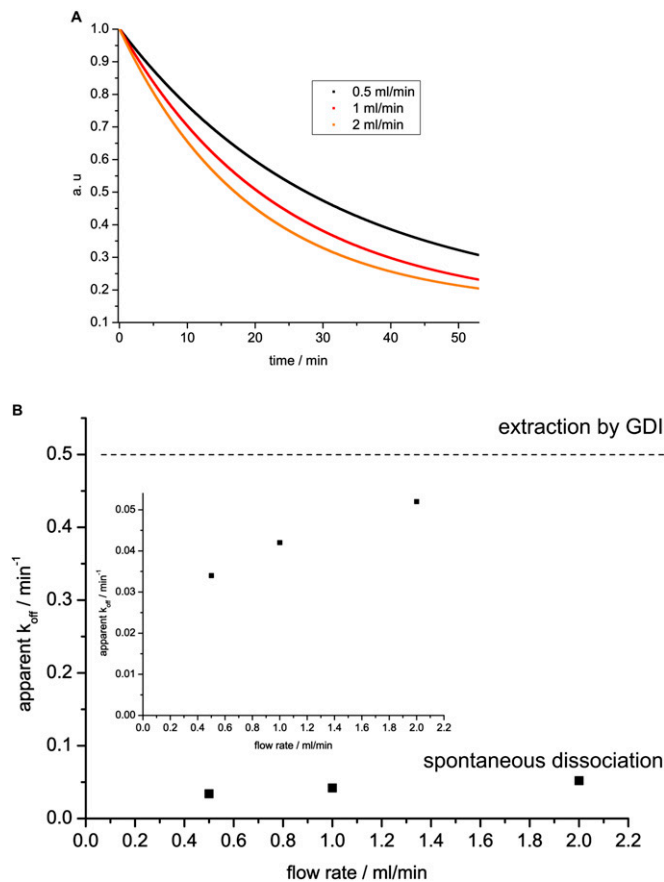 A
1.0
0.9
0.8
0.7
0.6
0.5
0.4
0.3
0.2
0.1
a. u
0.5 ml/min
1 ml/min
2 ml/min
0 10 20 30 40 50
time / min
B
extraction by GDI
0.5
0.4
0.3
0.2
0.1
0.0
apparent k_off / min⁻¹
0.05
0.04
0.03
0.02
0.01
0.00
apparent k_off / min⁻¹
0.0 0.2 0.4 0.6 0.8 1.0 1.2 1.4 1.6 1.8 2.0 2.2
flow rate / ml/min
spontaneous dissociation
0.0 0.2 0.4 0.6 0.8 1.0 1.2 1.4 1.6 1.8 2.0 2.2
flow rate / ml/min